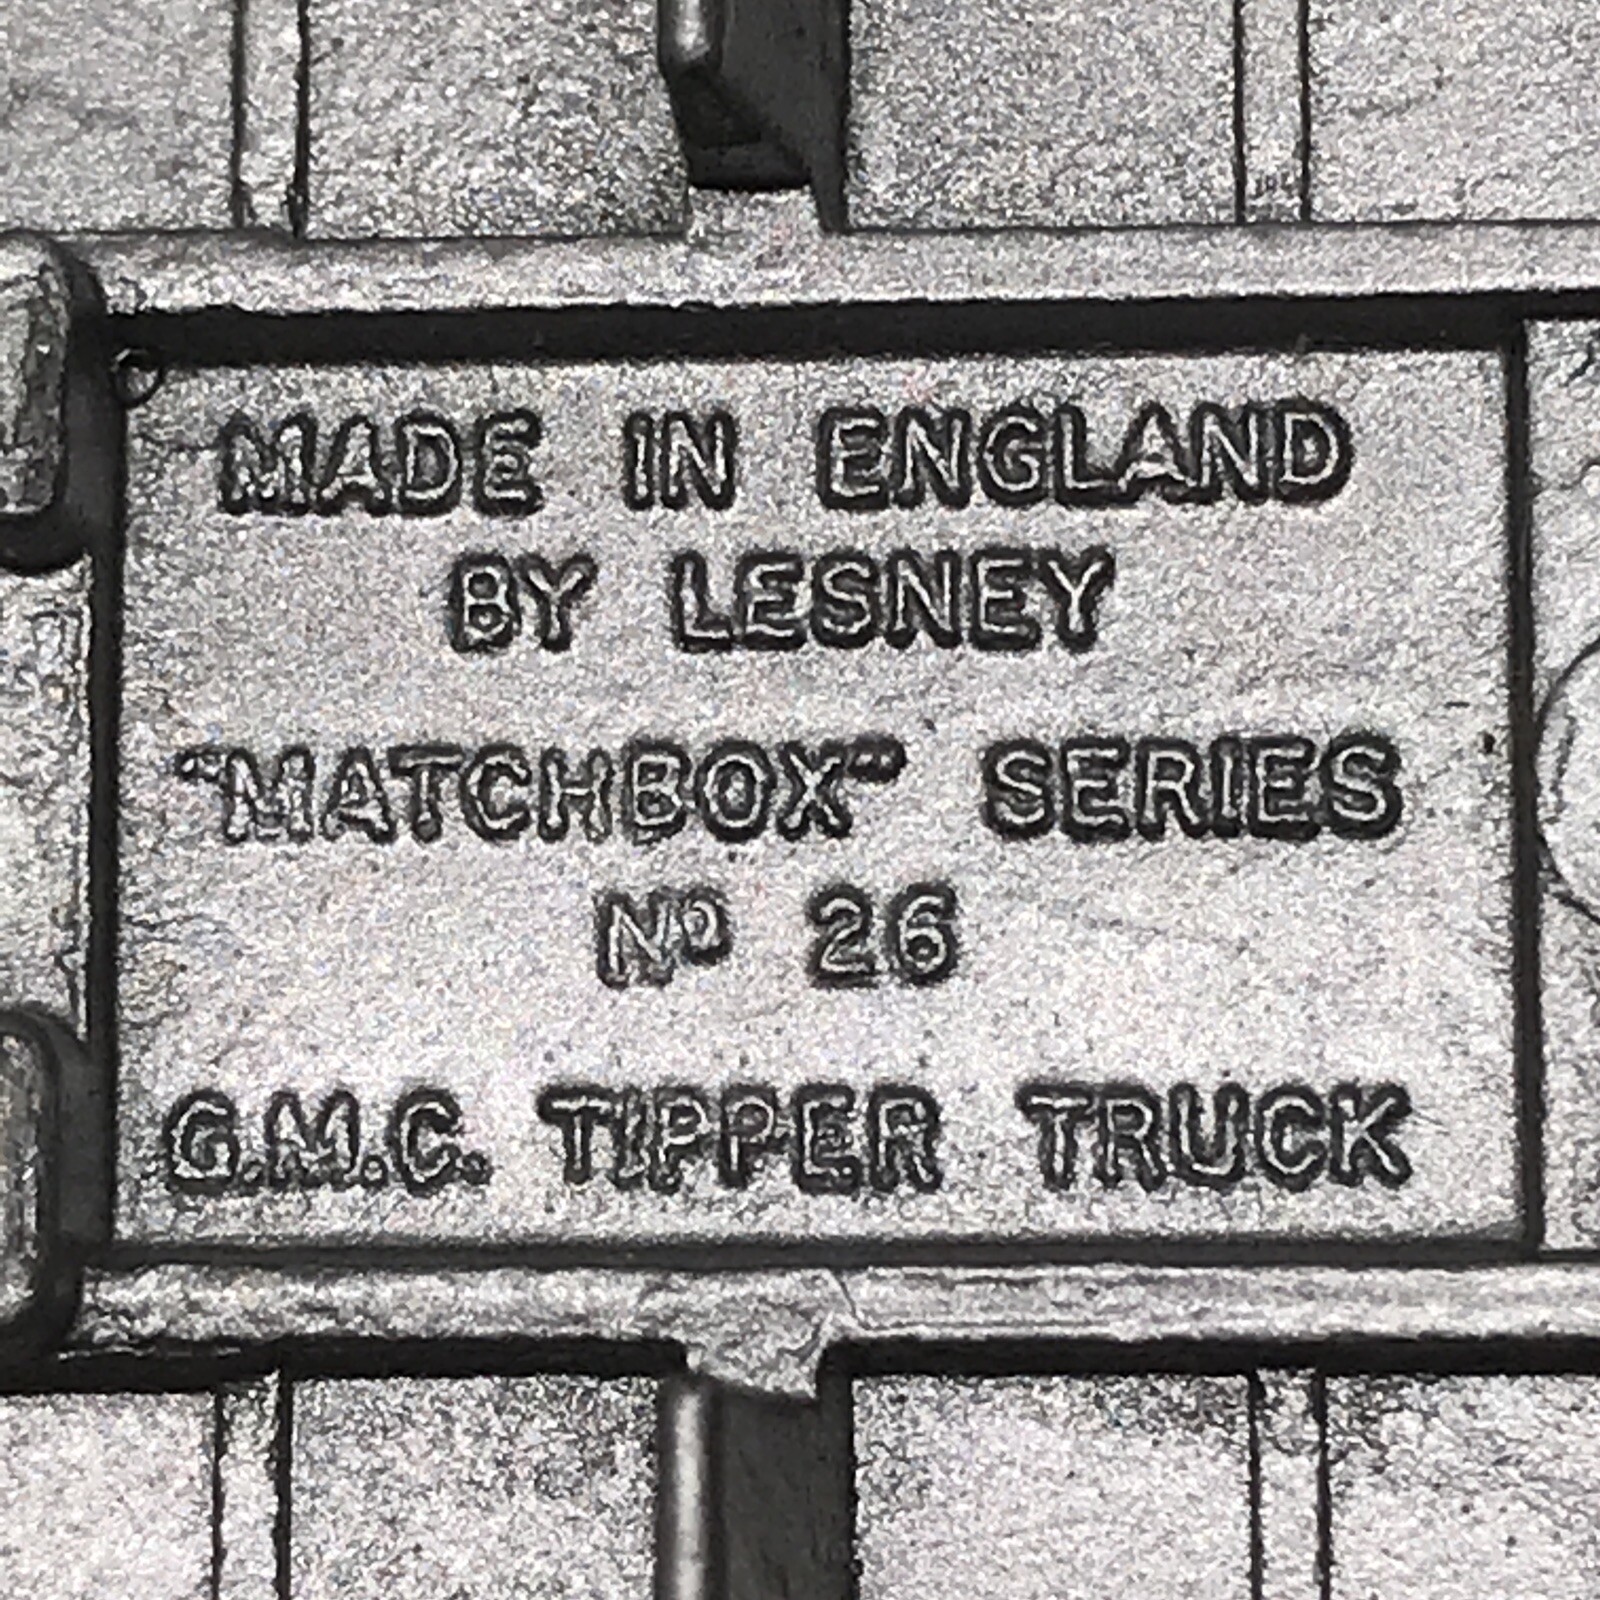 MADE IN ENGLAND
BY LESNEY
"MATCHBOX" SERIES
Nº 26
G.M.C. TIPPER TRUCK